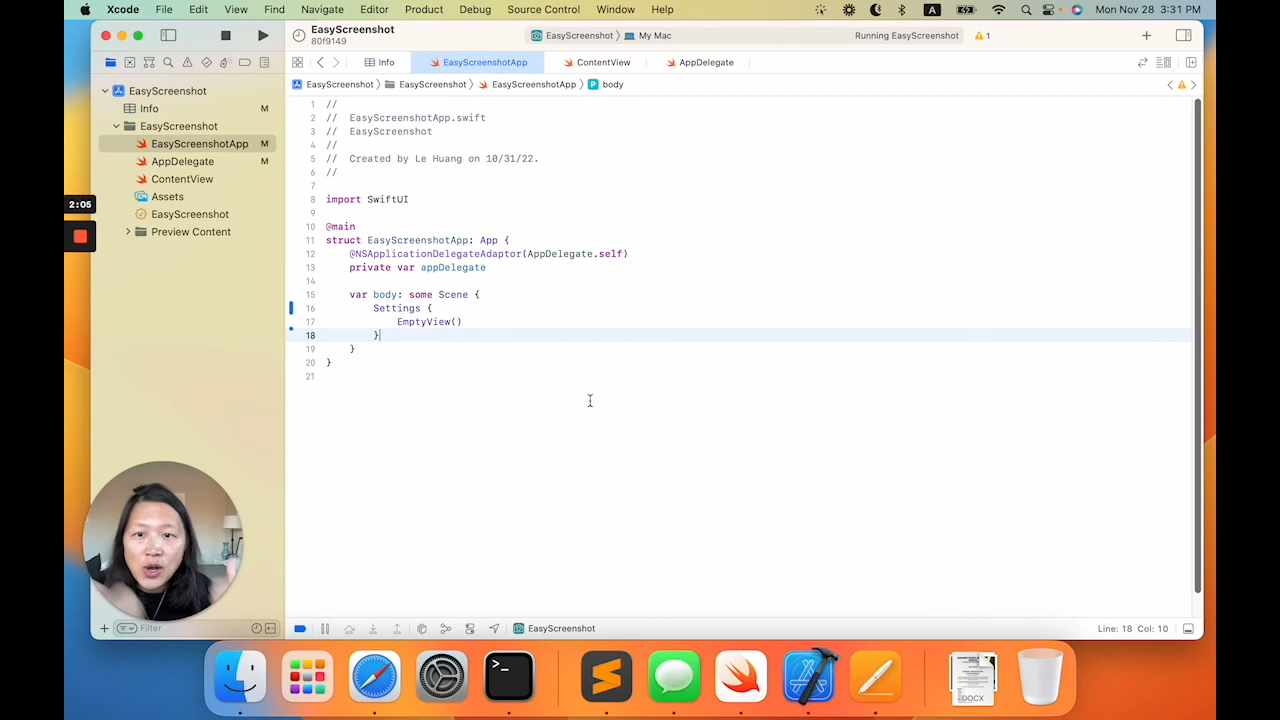 Xcode File Edit View Find Navigate Editor Product Debug Source Control Window Help
A
Mon Nov 28 3:31 PM
EasyScreenshot
80f9149
EasyScreenshot 〉 My Mac
Running EasyScreenshot
1
Info
EasyScreenshotApp
ContentView
AppDelegate
EasyScreenshot 〉 EasyScreenshot 〉 EasyScreenshotApp 〉 P body
EasyScreenshot
Info M
EasyScreenshot
EasyScreenshotApp M
AppDelegate M
ContentView
Assets
EasyScreenshot
Preview Content
2:05
1 //
2 // EasyScreenshotApp.swift
3 // EasyScreenshot
4 //
5 // Created by Le Huang on 10/31/22.
6 //
7
8 import SwiftUI
9
10 @main
11 struct EasyScreenshotApp: App {
12 @NSApplicationDelegateAdaptor(AppDelegate.self)
13 private var appDelegate
14
15 var body: some Scene {
16 Settings {
17 EmptyView()
18 }
19 }
20 }
21
Filter
EasyScreenshot
Line: 18 Col: 10
>_
DOCX